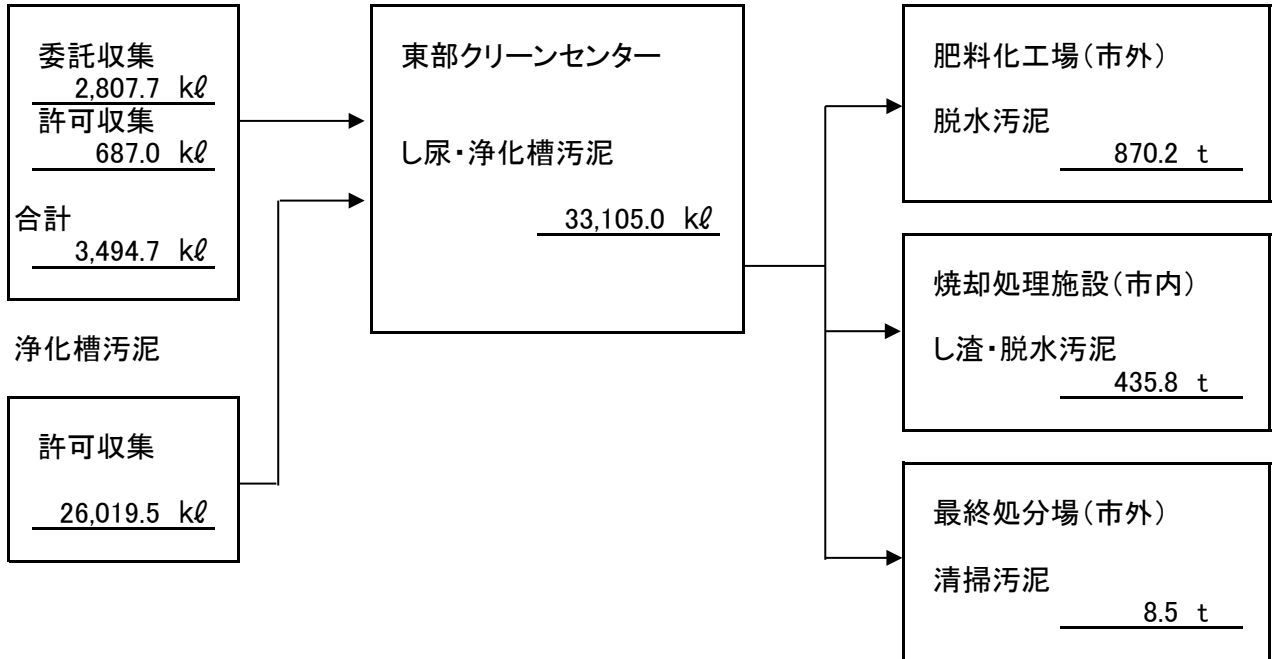 委託収集
2,807.7 kℓ
許可収集
687.0 kℓ
合計
3,494.7 kℓ
浄化槽汚泥
許可収集
26,019.5 kℓ
東部クリーンセンター
し尿・浄化槽汚泥
33,105.0 kℓ
肥料化工場(市外)
脱水汚泥
870.2 t
焼却処理施設(市内)
し渣・脱水汚泥
435.8 t
最終処分場(市外)
清掃汚泥
8.5 t